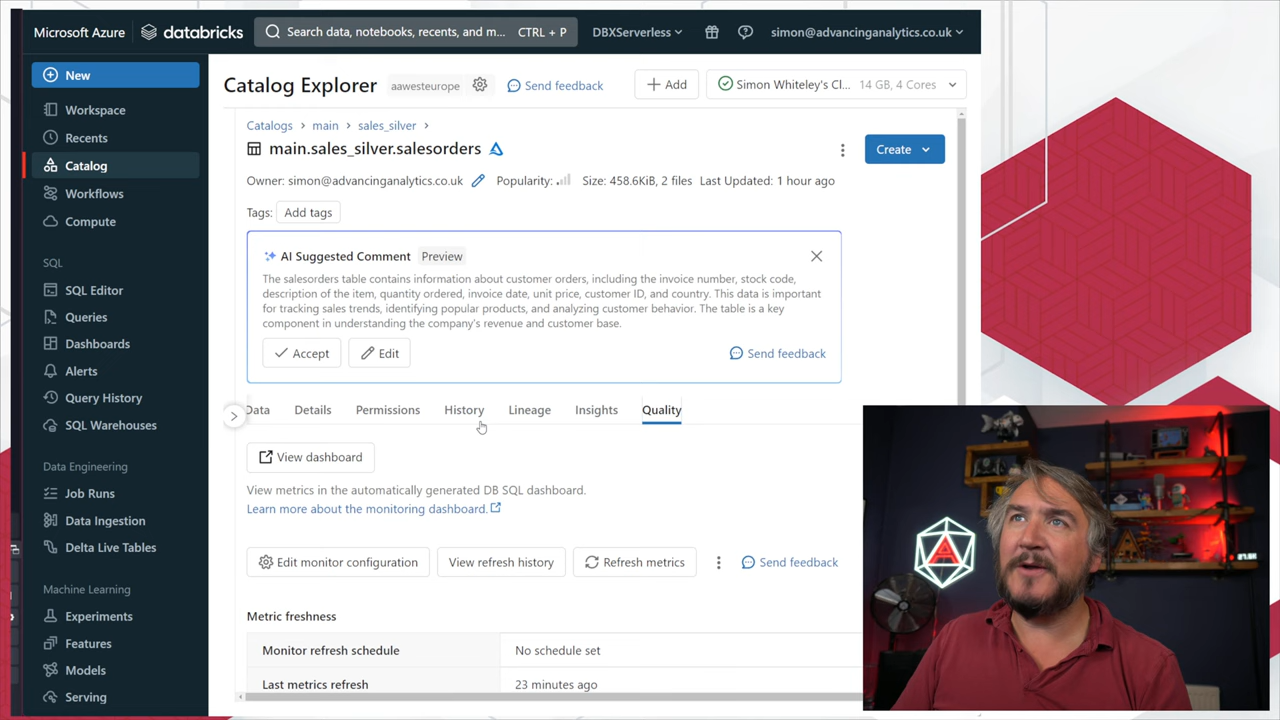 Microsoft Azure
databricks
Search data, notebooks, recents, and m...
CTRL + P
DBXServerless
simon@advancinganalytics.co.uk
New
Workspace
Recents
Catalog
Workflows
Compute
SQL
SQL Editor
Queries
Dashboards
Alerts
Query History
SQL Warehouses
Data Engineering
Job Runs
Data Ingestion
Delta Live Tables
Machine Learning
Experiments
Features
Models
Serving
Catalog Explorer
aawesteurope
Send feedback
Add
Simon Whiteley's Cl...
14 GB, 4 Cores
Catalogs > main > sales_silver >
main.sales_silver.salesorders
Create
Owner: simon@advancinganalytics.co.uk
Popularity:
Size: 458.6KiB, 2 files
Last Updated: 1 hour ago
Tags:
Add tags
AI Suggested Comment
Preview
The salesorders table contains information about customer orders, including the invoice number, stock code,
description of the item, quantity ordered, invoice date, unit price, customer ID, and country. This data is important
for tracking sales trends, identifying popular products, and analyzing customer behavior. The table is a key
component in understanding the company's revenue and customer base.
Accept
Edit
Send feedback
Data
Details
Permissions
History
Lineage
Insights
Quality
View dashboard
View metrics in the automatically generated DB SQL dashboard.
Learn more about the monitoring dashboard.
Edit monitor configuration
View refresh history
Refresh metrics
Send feedback
Metric freshness
Monitor refresh schedule
No schedule set
Last metrics refresh
23 minutes ago